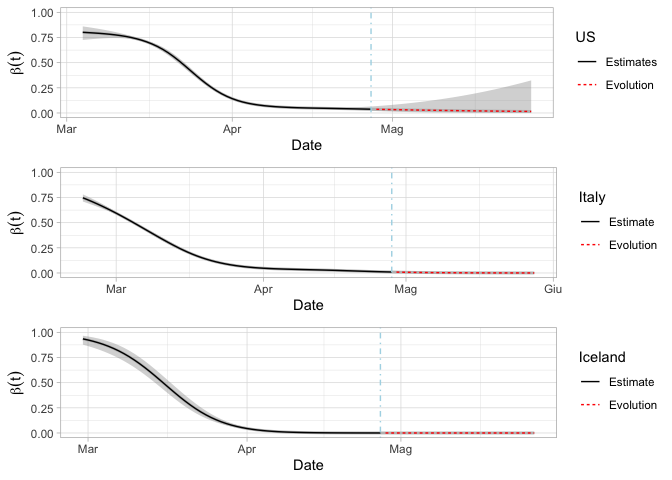 1.00
0.75
0.50
0.25
0.00
β(t)
Mar
Apr
Mag
Date
US
Estimates
Evolution
1.00
0.75
0.50
0.25
0.00
β(t)
Mar
Apr
Mag
Giu
Date
Italy
Estimate
Evolution
1.00
0.75
0.50
0.25
0.00
β(t)
Mar
Apr
Mag
Date
Iceland
Estimate
Evolution